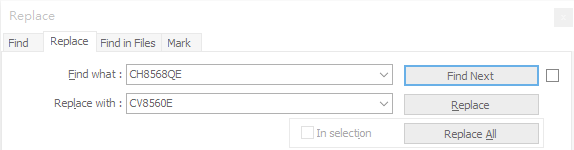 Replace
Find Replace Find in Files Mark
Find what : CH8568QE Find Next
Replace with : CV8560E Replace
In selection Replace All